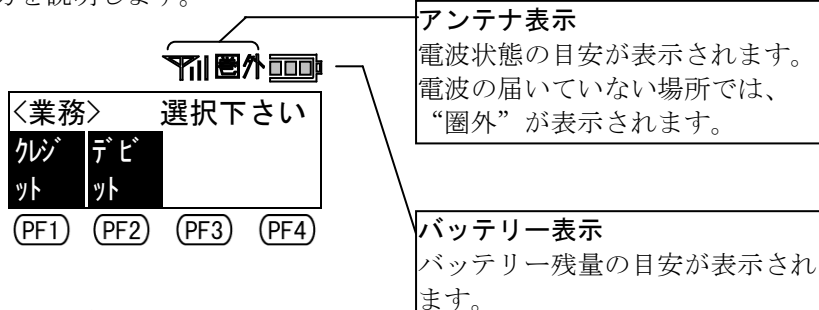 方を説明します。
アンテナ表示
電波状態の目安が表示されます。
電波の届いていない場所では、
“圏外”が表示されます。
圏外
<業務> 選択下さい
クレジ デビ
ット ット
PF1 PF2 PF3 PF4
バッテリー表示
バッテリー残量の目安が表示され
ます。